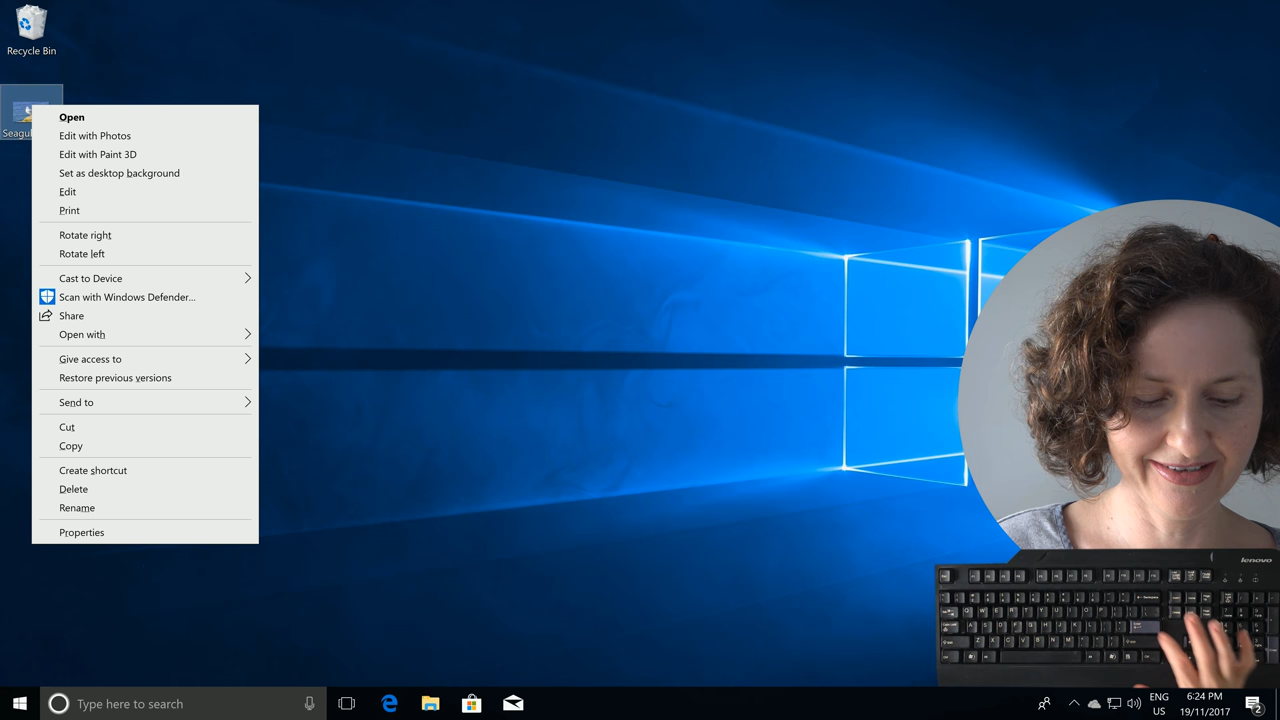 Recycle Bin
Open
Edit with Photos
Edit with Paint 3D
Set as desktop background
Edit
Print
Rotate right
Rotate left
Cast to Device
Scan with Windows Defender...
Share
Open with
Give access to
Restore previous versions
Send to
Cut
Copy
Create shortcut
Delete
Rename
Properties
lenovo
Type here to search
ENG
US
6:24 PM
19/11/2017
2